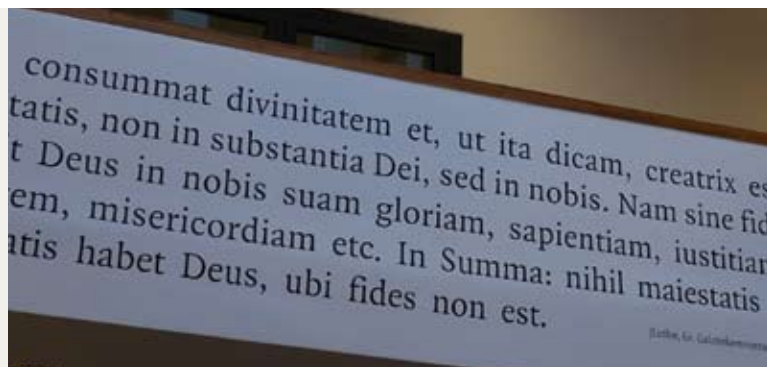 consummat divinitatem et, ut ita dicam, creatrix es
tatis, non in substantia Dei, sed in nobis. Nam sine fid
t Deus in nobis suam gloriam, sapientiam, iustitiam
em, misericordiam etc. In Summa: nihil maiestatis
atis habet Deus, ubi fides non est.